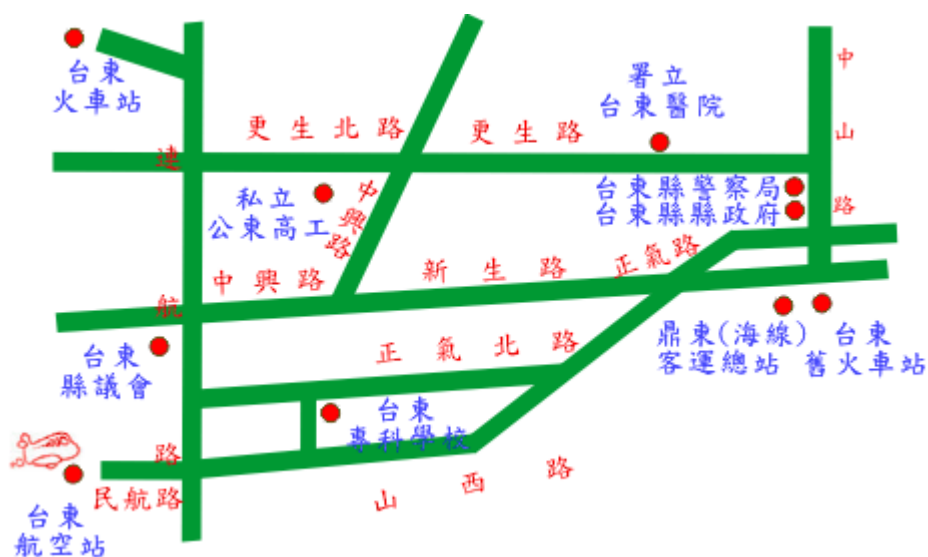 台東
火車站
更生北路
更生路
署立
台東醫院
中山路
連航路
私立
公東高工
中興路
台東縣警察局
台東縣縣政府
中興路
新生路
正氣路
台東
縣議會
正氣北路
鼎東(海線)
客運總站
台東
舊火車站
台東
專科學校
民航路
山西路
台東
航空站